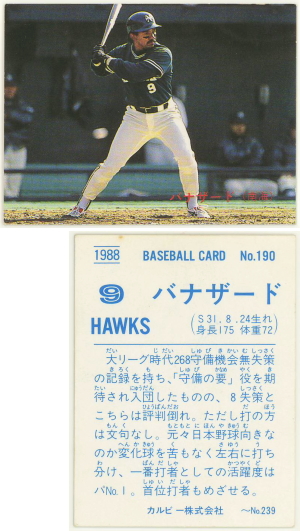 9
バナザード (南海)
1988 BASEBALL CARD No.190
9 バナザード
HAWKS (S31.8.24生れ 身長175 体重72)
大リーグ時代268守備機会無失策
の記録を持ち、「守備の要」役を期
待され入団したものの、8失策と
こちらは評判倒れ。ただし打の方
は文句なし。元々日本野球向きな
のか変化球を苦もなく左右に打ち
分け、一番打者としての活躍度は
パNo.1。首位打者もめざせる。
カルビー株式会社 〜No.239